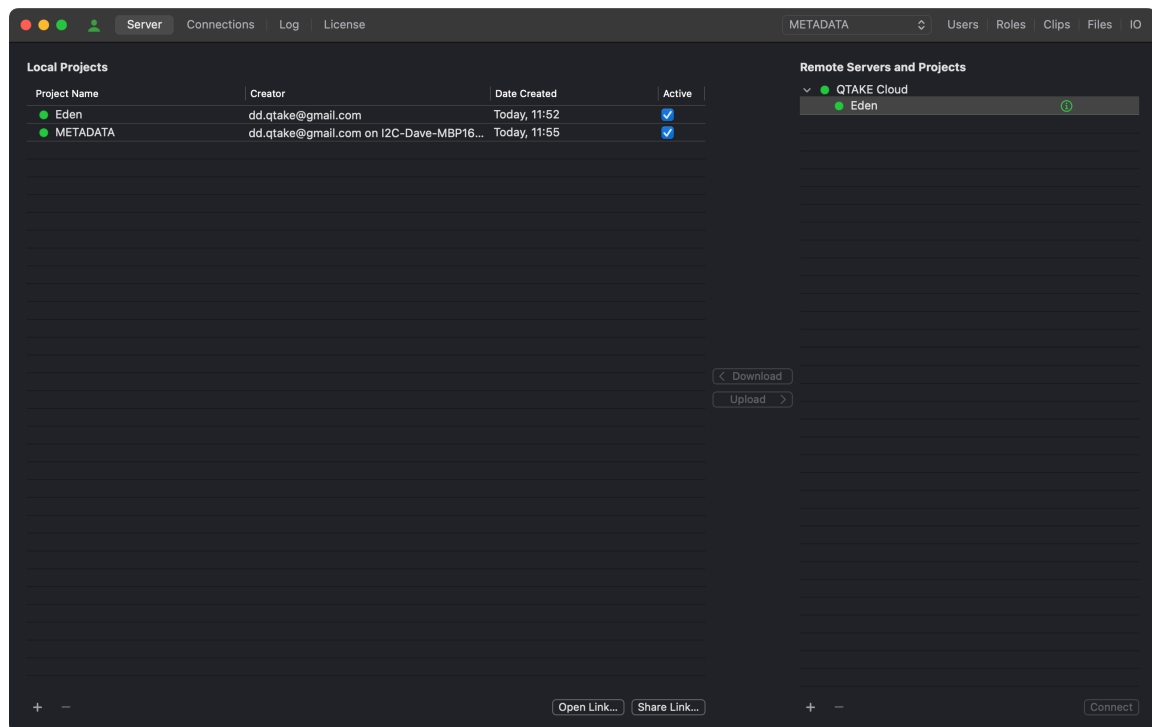 Server Connections Log License METADATA Users Roles Clips Files IO
Local Projects
Project Name Creator Date Created Active
Eden dd.qtake@gmail.com Today, 11:52
METADATA dd.qtake@gmail.com on I2C-Dave-MBP16... Today, 11:55
Remote Servers and Projects
QTAKE Cloud
Eden
Download
Upload
Open Link... Share Link...
Connect